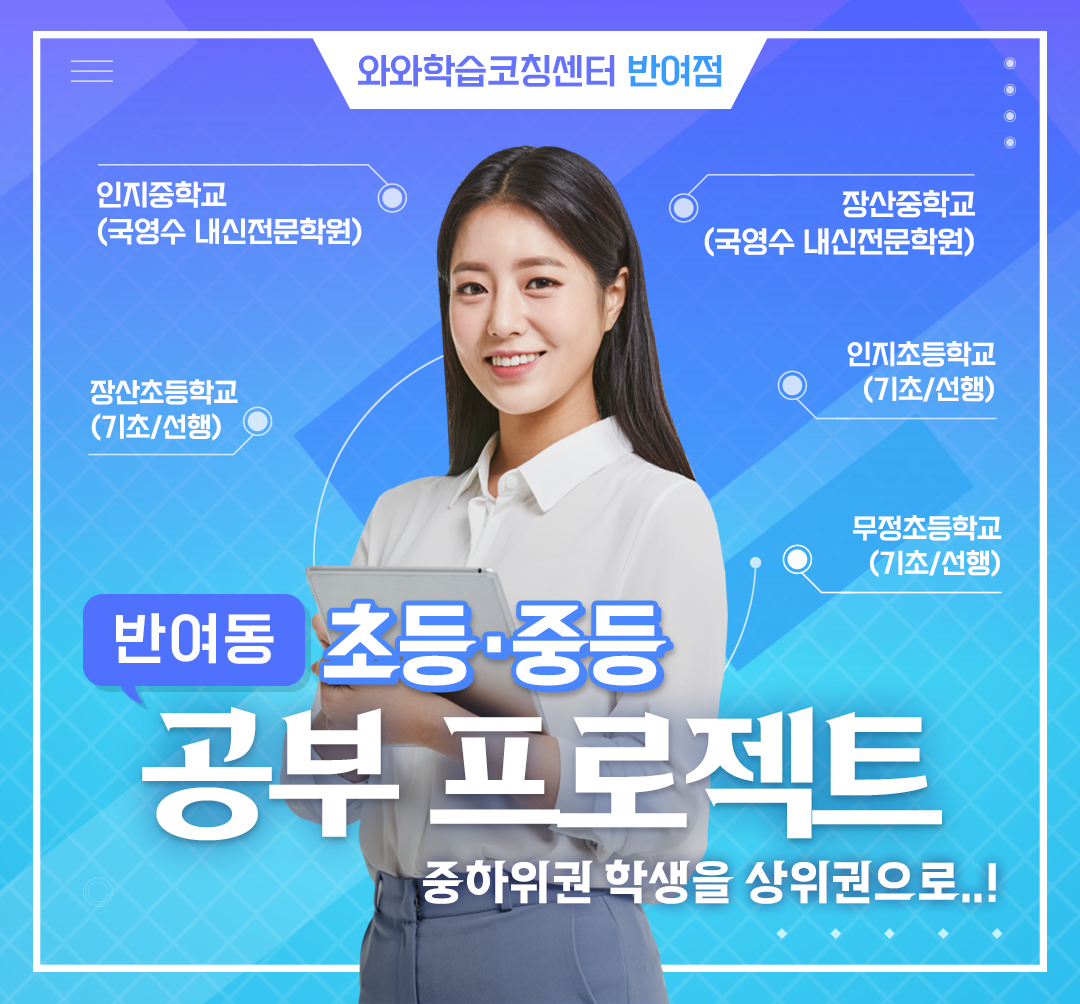 와와학습코칭센터 반여점
인지중학교
(국영수 내신전문학원)
장산중학교
(국영수 내신전문학원)
장산초등학교
(기초/선행)
인지초등학교
(기초/선행)
무정초등학교
(기초/선행)
반여동 초등·중등
공부 프로젝트
중하위권 학생을 상위권으로..!